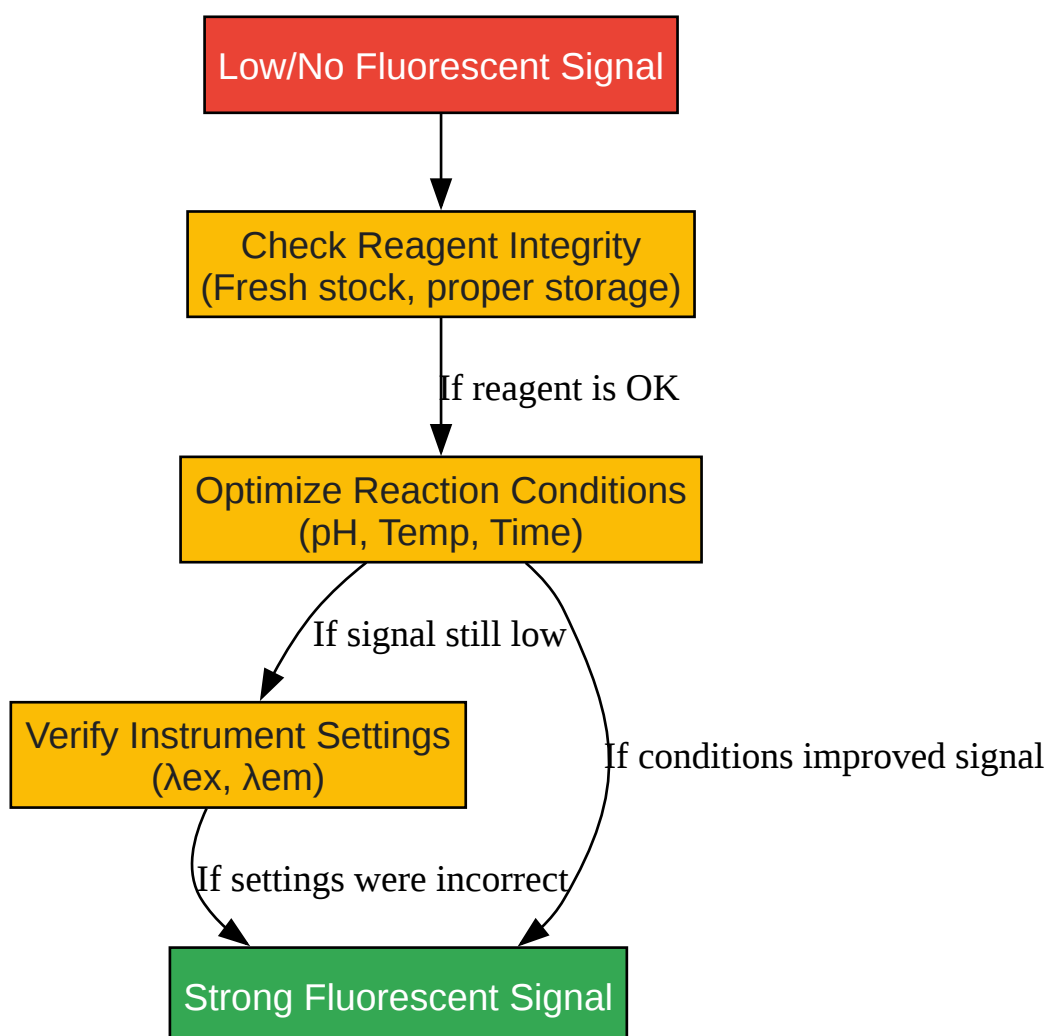 Low/No Fluorescent Signal
Check Reagent Integrity
(Fresh stock, proper storage)
If reagent is OK
Optimize Reaction Conditions
(pH, Temp, Time)
If signal still low
Verify Instrument Settings
(λex, λem)
If conditions improved signal
If settings were incorrect
Strong Fluorescent Signal